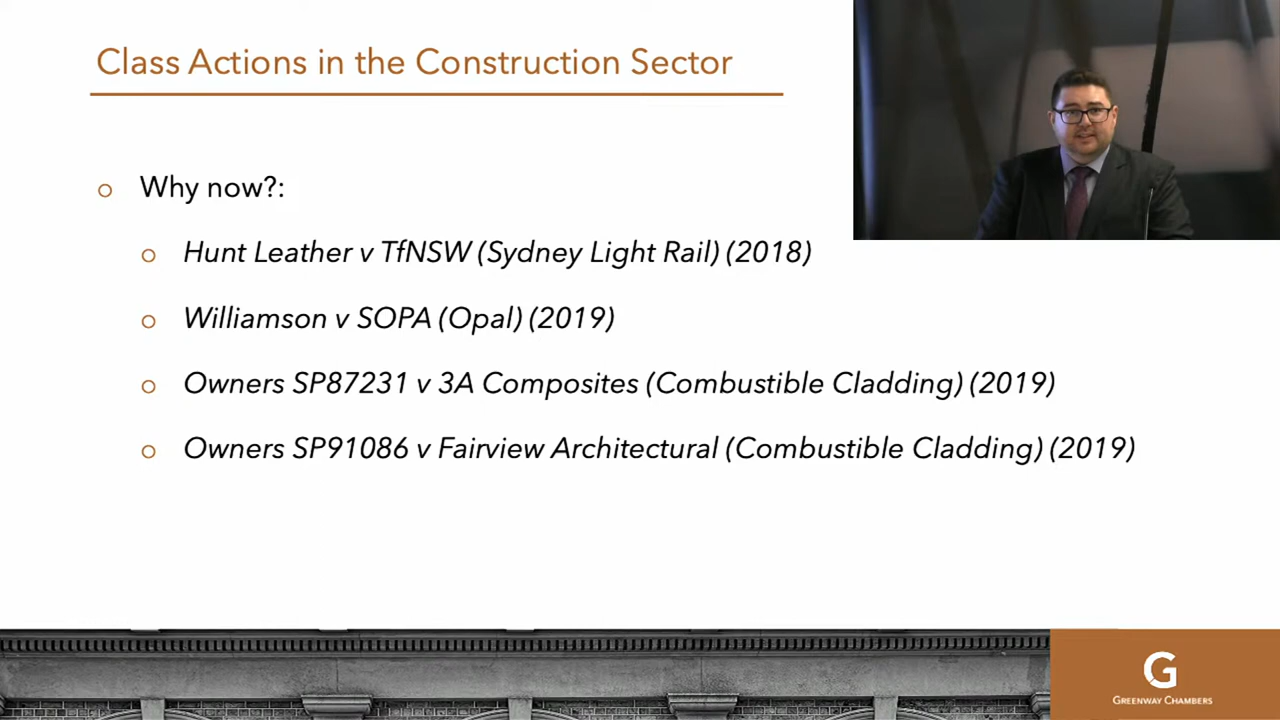 Class Actions in the Construction Sector
Why now?:
Hunt Leather v TfNSW (Sydney Light Rail) (2018)
Williamson v SOPA (Opal) (2019)
Owners SP87231 v 3A Composites (Combustible Cladding) (2019)
Owners SP91086 v Fairview Architectural (Combustible Cladding) (2019)
G
GREENWAY CHAMBERS